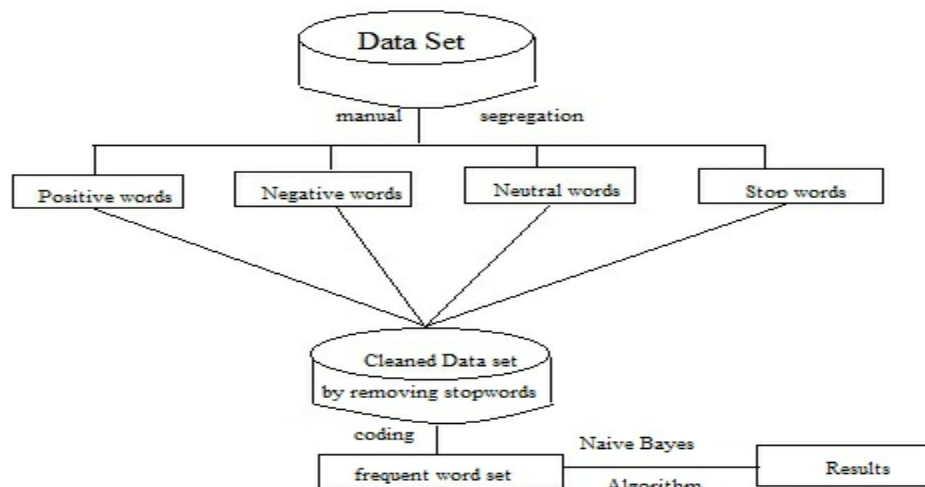 Data Set
manual segregation
Positive words
Negative words
Neutral words
Stop words
Cleaned Data set
by removing stopwords
coding
frequent word set
Naive Bayes
Algorithm
Results